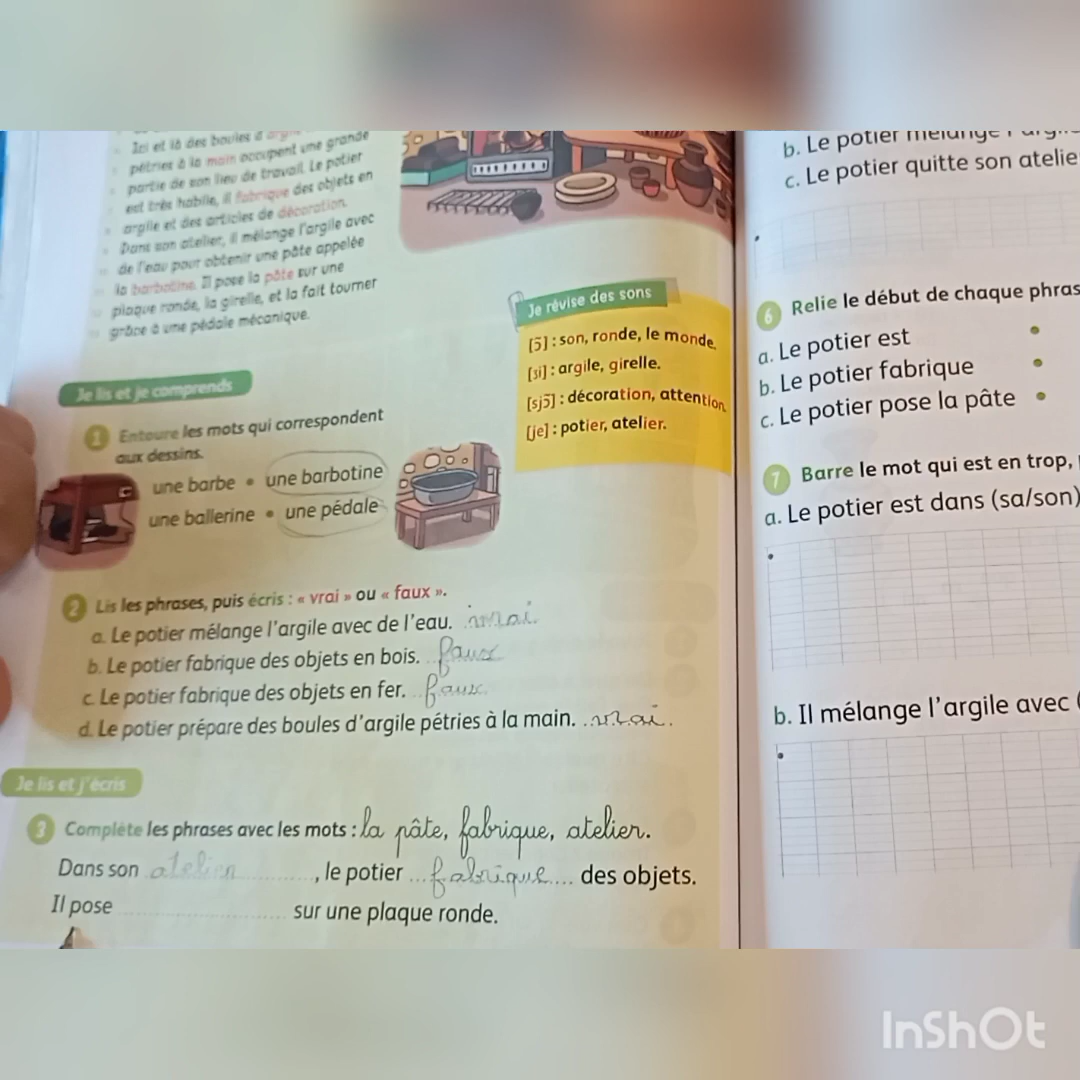 Ici et là des boules d'argile
pétries à la main occupent une grande
partie de son lieu de travail. Le potier
est très habile, il fabrique des objets en
argile et des articles de décoration.
Dans son atelier, il mélange l'argile avec
de l'eau pour obtenir une pâte appelée
la barbotine. Il pose la pâte sur une
plaque ronde, la girelle, et la fait tourner
grâce à une pédale mécanique.
Je révise des sons
[ɔ̃] : son, ronde, le monde.
[ʒi] : argile, girelle.
[sjɔ̃] : décoration, attention.
[je] : potier, atelier.
Je lis et je comprends
1 Entoure les mots qui correspondent
aux dessins.
une barbe • une barbotine
une ballerine • une pédale
2 Lis les phrases, puis écris : « vrai » ou « faux ».
a. Le potier mélange l'argile avec de l'eau. vrai
b. Le potier fabrique des objets en bois. faux
c. Le potier fabrique des objets en fer. faux
d. Le potier prépare des boules d'argile pétries à la main. vrai.
Je lis et j'écris
3 Complète les phrases avec les mots : la pâte, fabrique, atelier.
Dans son atelier, le potier fabrique des objets.
Il pose sur une plaque ronde.
b. Le potier mélange l'
c. Le potier quitte son atelie
6 Relie le début de chaque phras
a. Le potier est •
b. Le potier fabrique •
c. Le potier pose la pâte •
7 Barre le mot qui est en trop,
a. Le potier est dans (sa/son)
b. Il mélange l'argile avec (
InShOt